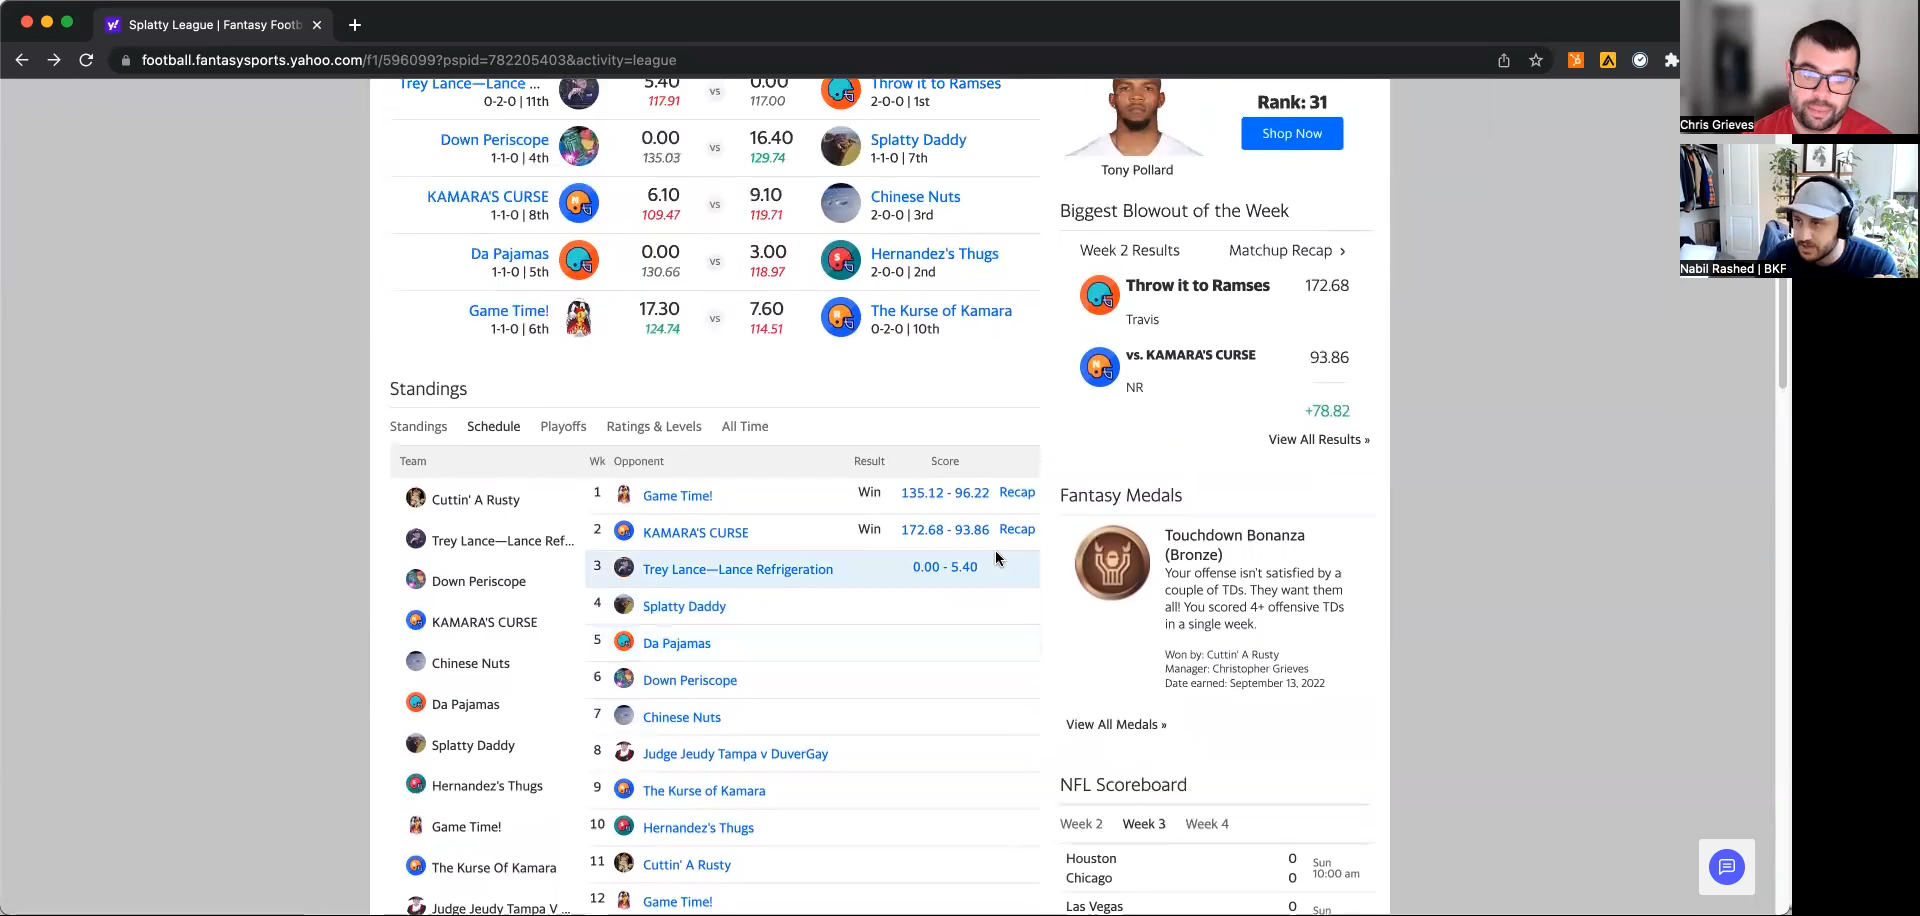 Splatty League | Fantasy Footb
football.fantasysports.yahoo.com/f1/596099?pspid=782205403&activity=league
Chris Grieves
Nabil Rashed | BKF
Trey Lance—Lance ... 5.40 vs 0.00 Throw it to Ramses
0-2-0 | 11th 117.91 117.00 2-0-0 | 1st
Down Periscope 0.00 vs 16.40 Splatty Daddy
1-1-0 | 4th 135.03 129.74 1-1-0 | 7th
KAMARA'S CURSE 6.10 vs 9.10 Chinese Nuts
1-1-0 | 8th 109.47 119.71 2-0-0 | 3rd
Da Pajamas 0.00 vs 3.00 Hernandez's Thugs
1-1-0 | 5th 130.66 118.97 2-0-0 | 2nd
Game Time! 17.30 vs 7.60 The Kurse of Kamara
1-1-0 | 6th 124.74 114.51 0-2-0 | 10th
Standings
Standings Schedule Playoffs Ratings & Levels All Time
Team Wk Opponent Result Score
Cuttin' A Rusty
Trey Lance—Lance Ref...
Down Periscope
KAMARA'S CURSE
Chinese Nuts
Da Pajamas
Splatty Daddy
Hernandez's Thugs
Game Time!
The Kurse Of Kamara
Judge Jeudy Tampa V ...
1 Game Time! Win 135.12 - 96.22 Recap
2 KAMARA'S CURSE Win 172.68 - 93.86 Recap
3 Trey Lance—Lance Refrigeration 0.00 - 5.40
4 Splatty Daddy
5 Da Pajamas
6 Down Periscope
7 Chinese Nuts
8 Judge Jeudy Tampa v DuverGay
9 The Kurse of Kamara
10 Hernandez's Thugs
11 Cuttin' A Rusty
12 Game Time!
Rank: 31
Shop Now
Tony Pollard
Biggest Blowout of the Week
Week 2 Results Matchup Recap ›
Throw it to Ramses 172.68
Travis
vs. KAMARA'S CURSE 93.86
NR
+78.82
View All Results »
Fantasy Medals
Touchdown Bonanza
(Bronze)
Your offense isn't satisfied by a
couple of TDs. They want them
all! You scored 4+ offensive TDs
in a single week.
Won by: Cuttin' A Rusty
Manager: Christopher Grieves
Date earned: September 13, 2022
View All Medals »
NFL Scoreboard
Week 2 Week 3 Week 4
Houston 0 Sun
Chicago 0 10:00 am
Las Vegas 0 Sun